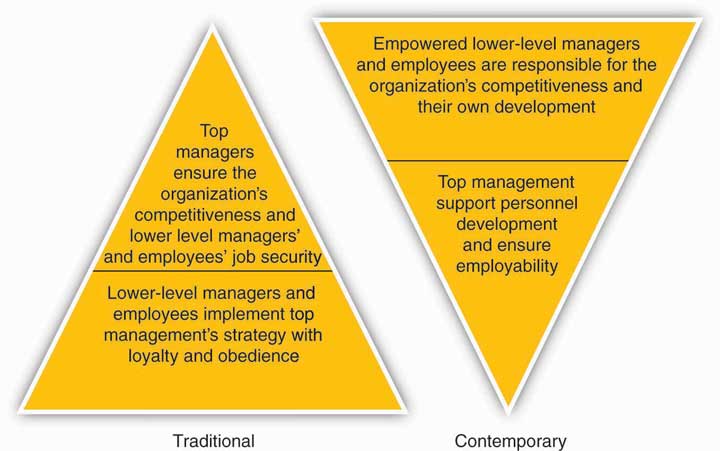 Top
managers
ensure the
organization's
competitiveness and
lower level managers'
and employees' job security
Lower-level managers and
employees implement top
management's strategy with
loyalty and obedience
Traditional
Empowered lower-level managers
and employees are responsible for the
organization's competitiveness and
their own development
Top management
support personnel
development
and ensure
employability
Contemporary